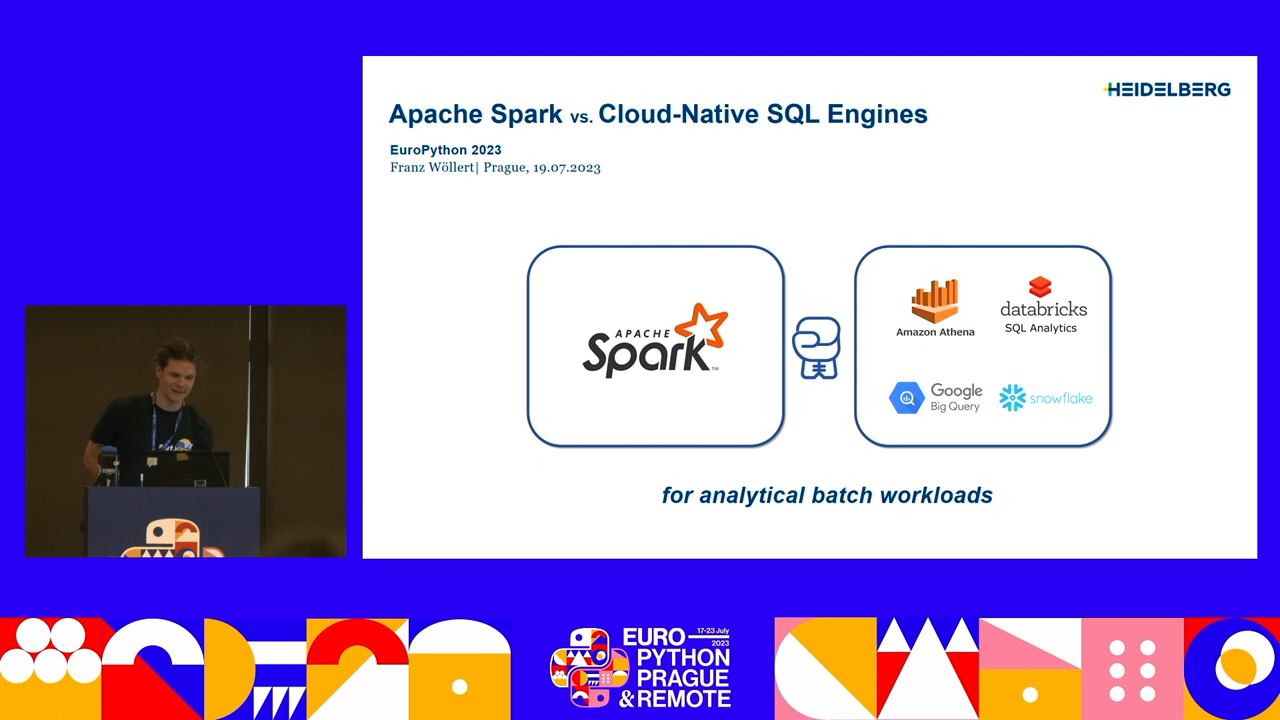 HEIDELBERG
Apache Spark vs. Cloud-Native SQL Engines
EuroPython 2023
Franz Wöllert| Prague, 19.07.2023
APACHE
Spark
TM
Amazon Athena
databricks
SQL Analytics
Google
Big Query
snowflake
for analytical batch workloads
EURO
17-23 July
2023
PYTHON
PRAGUE
&REMOTE